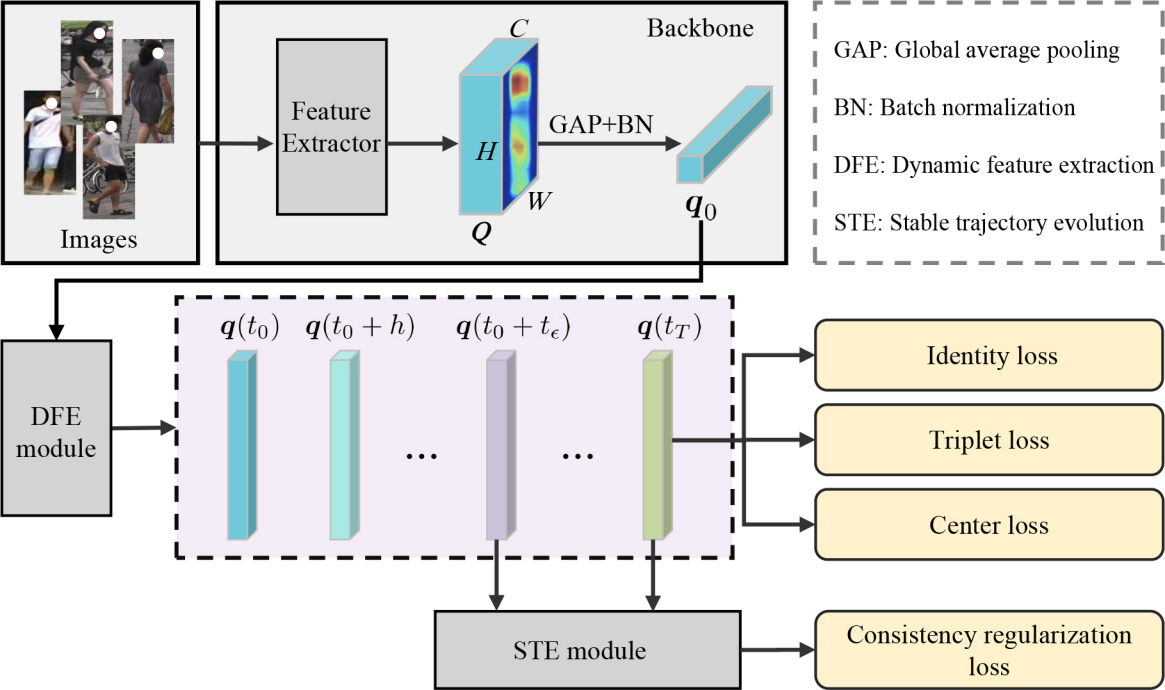 Images
Backbone
Feature
Extractor
C
H
W
Q
GAP+BN
q₀
GAP: Global average pooling
BN: Batch normalization
DFE: Dynamic feature extraction
STE: Stable trajectory evolution
DFE
module
q(t₀)
q(t₀ + h)
q(t₀ + tϵ)
q(t_T)
...
...
Identity loss
Triplet loss
Center loss
STE module
Consistency regularization
loss